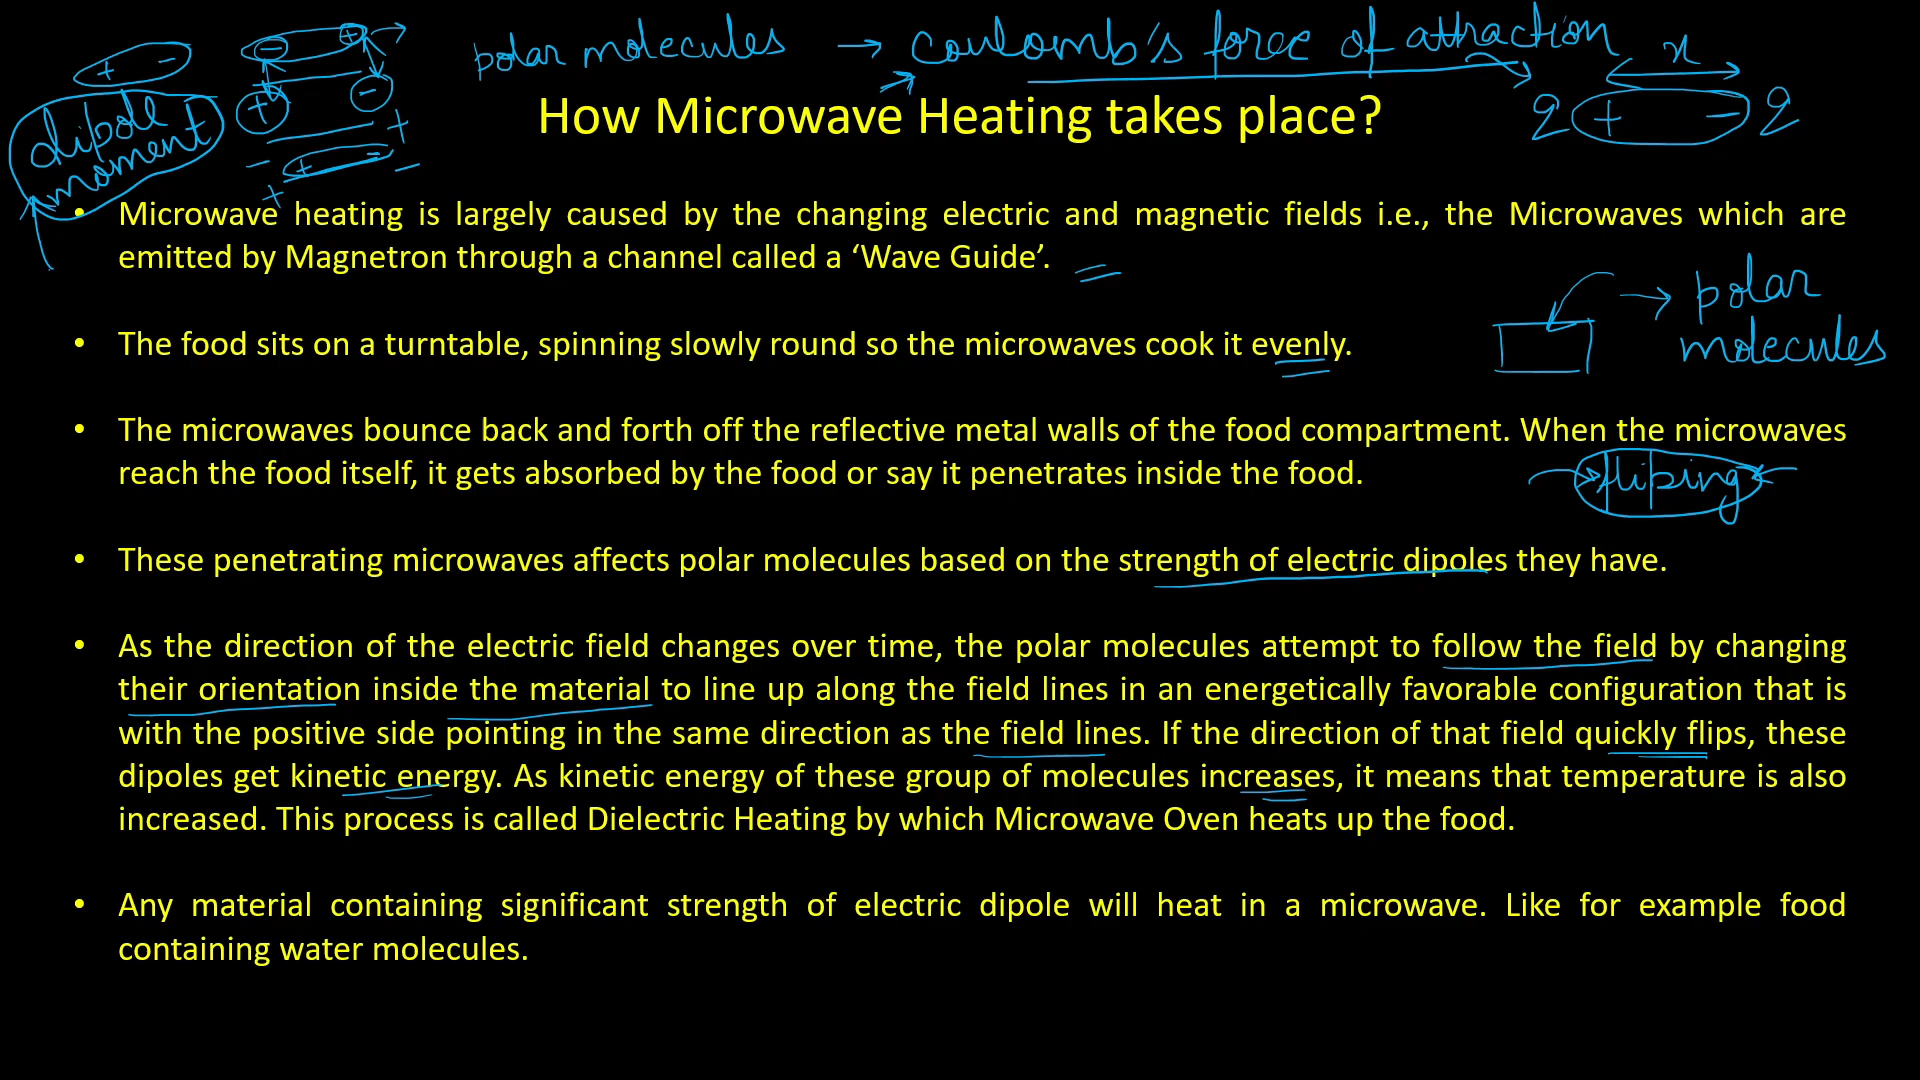 polar molecules → coulomb's force of attraction
+ -
- +
+ -
x
q + - q
dipole
moment
- + - +
+ -
How Microwave Heating takes place?
• Microwave heating is largely caused by the changing electric and magnetic fields i.e., the Microwaves which are
emitted by Magnetron through a channel called a ‘Wave Guide’.
→ polar
molecules
• The food sits on a turntable, spinning slowly round so the microwaves cook it evenly.
• The microwaves bounce back and forth off the reflective metal walls of the food compartment. When the microwaves
reach the food itself, it gets absorbed by the food or say it penetrates inside the food.
fliping
• These penetrating microwaves affects polar molecules based on the strength of electric dipoles they have.
• As the direction of the electric field changes over time, the polar molecules attempt to follow the field by changing
their orientation inside the material to line up along the field lines in an energetically favorable configuration that is
with the positive side pointing in the same direction as the field lines. If the direction of that field quickly flips, these
dipoles get kinetic energy. As kinetic energy of these group of molecules increases, it means that temperature is also
increased. This process is called Dielectric Heating by which Microwave Oven heats up the food.
• Any material containing significant strength of electric dipole will heat in a microwave. Like for example food
containing water molecules.